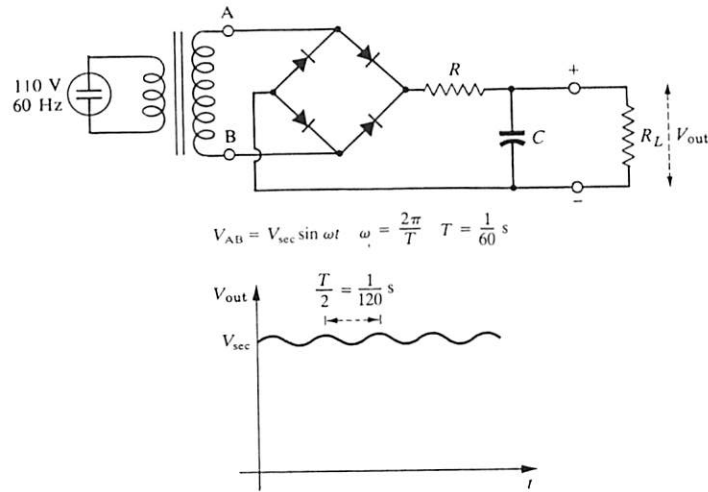 A
110 V
60 Hz
B
R
+
C
R_L
V_out
−
V_AB = V_sec sin ωt   ω = 2π/T   T = 1/60 s
V_out
T/2 = 1/120 s
V_sec
t